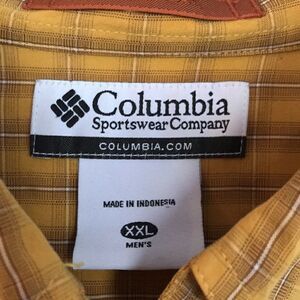 Columbia
Sportswear Company
COLUMBIA.COM
MADE IN INDONESIA
XXL
MEN'S